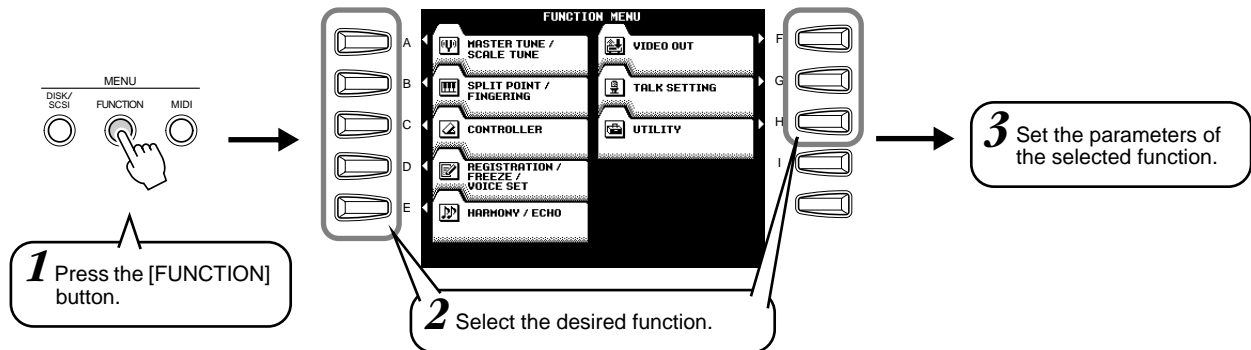 MENU
DISK/
SCSI
FUNCTION
MIDI
1 Press the [FUNCTION]
button.
A
B
C
D
E
FUNCTION MENU
MASTER TUNE /
SCALE TUNE
SPLIT POINT /
FINGERING
CONTROLLER
REGISTRATION /
FREEZE /
VOICE SET
HARMONY / ECHO
VIDEO OUT
TALK SETTING
UTILITY
F
G
H
I
2 Select the desired function.
3 Set the parameters of
the selected function.